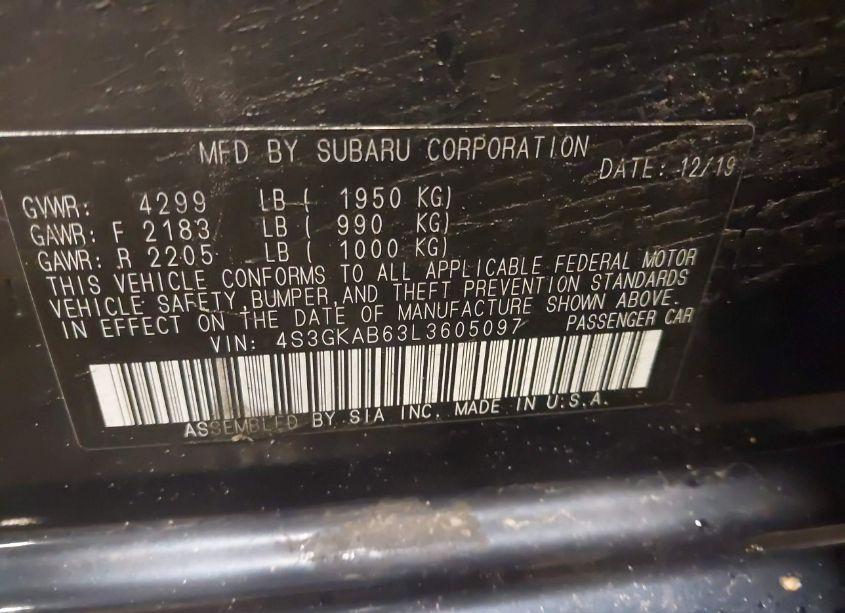 MFD BY SUBARU CORPORATION
DATE: 12/19
GVWR: 4299 LB ( 1950 KG)
GAWR: F 2183 LB ( 990 KG)
GAWR: R 2205 LB ( 1000 KG)
THIS VEHICLE CONFORMS TO ALL APPLICABLE FEDERAL MOTOR
VEHICLE SAFETY, BUMPER, AND THEFT PREVENTION STANDARDS
IN EFFECT ON THE DATE OF MANUFACTURE SHOWN ABOVE.
VIN: 4S3GKAB63L3605097 PASSENGER CAR
ASSEMBLED BY SIA INC. MADE IN U.S.A.